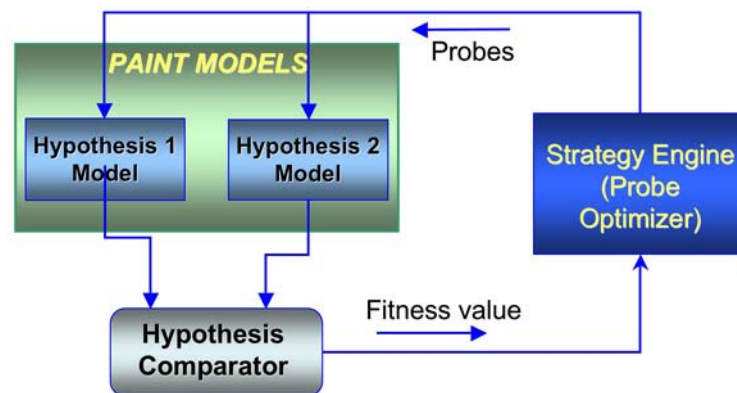 Probes
PAINT MODELS
Hypothesis 1
Model
Hypothesis 2
Model
Strategy Engine
(Probe
Optimizer)
Fitness value
Hypothesis
Comparator